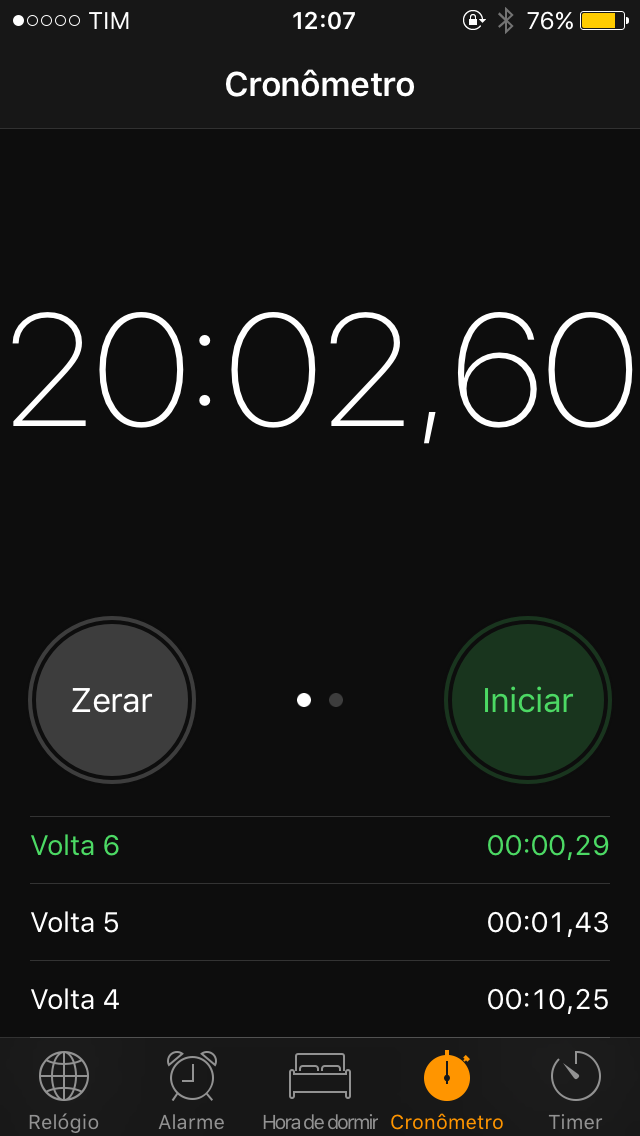 TIM 12:07 76%
Cronômetro
20:02,60
Zerar Iniciar
Volta 6 00:00,29
Volta 5 00:01,43
Volta 4 00:10,25
Relógio Alarme Hora de dormir Cronômetro Timer